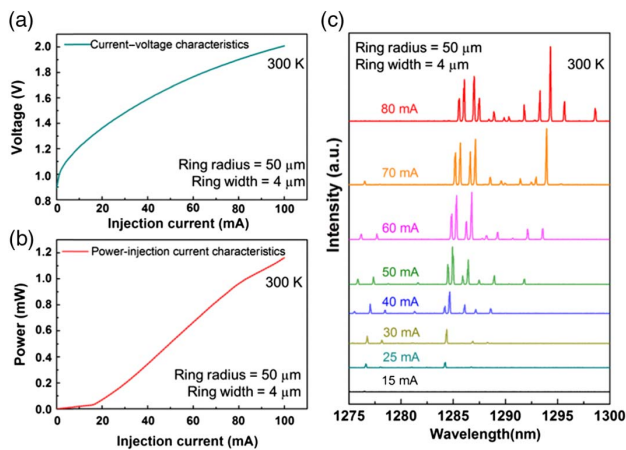 (a)
2.0
1.8
1.6
1.4
1.2
1.0
0.8
Voltage (V)
Current–voltage characteristics
300 K
Ring radius = 50 μm
Ring width = 4 μm
0 20 40 60 80 100
Injection current (mA)
(b)
1.2
1.0
0.8
0.6
0.4
0.2
0.0
Power (mW)
Power-injection current characteristics
300 K
Ring radius = 50 μm
Ring width = 4 μm
0 20 40 60 80 100
Injection current (mA)
(c)
Intensity (a.u.)
Ring radius = 50 μm 300 K
Ring width = 4 μm
80 mA
70 mA
60 mA
50 mA
40 mA
30 mA
25 mA
15 mA
1275 1280 1285 1290 1295 1300
Wavelength(nm)